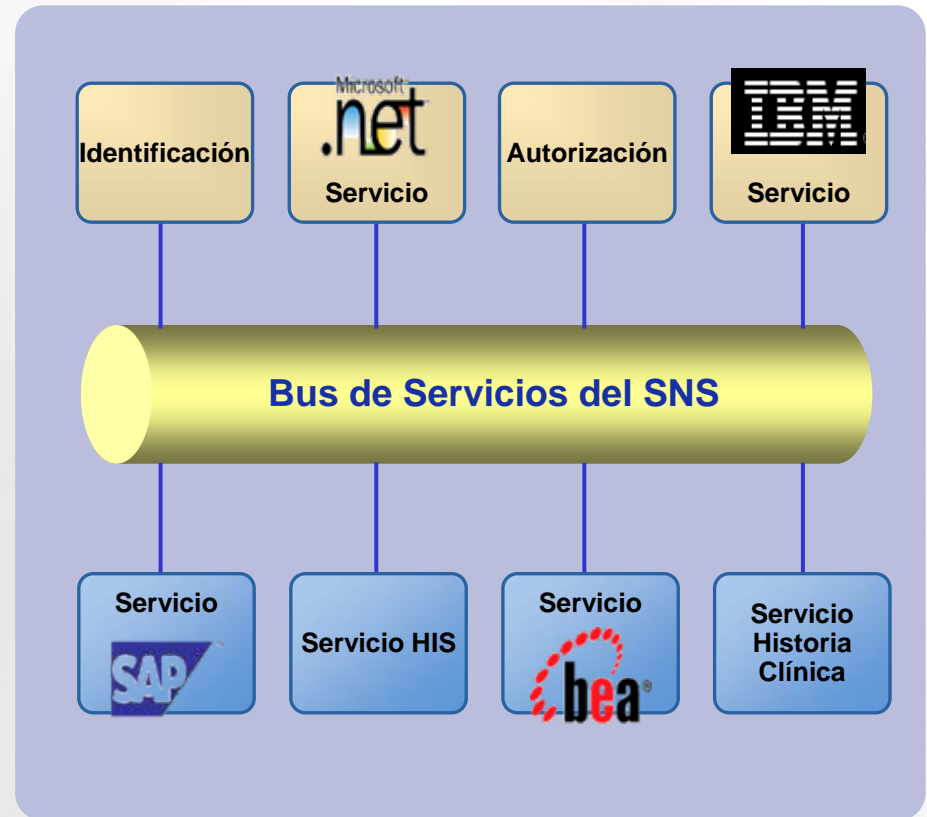 Identificación
Microsoft
.net
Servicio
Autorización
IBM
Servicio
Bus de Servicios del SNS
Servicio
SAP
Servicio HIS
Servicio
bea
Servicio
Historia
Clínica